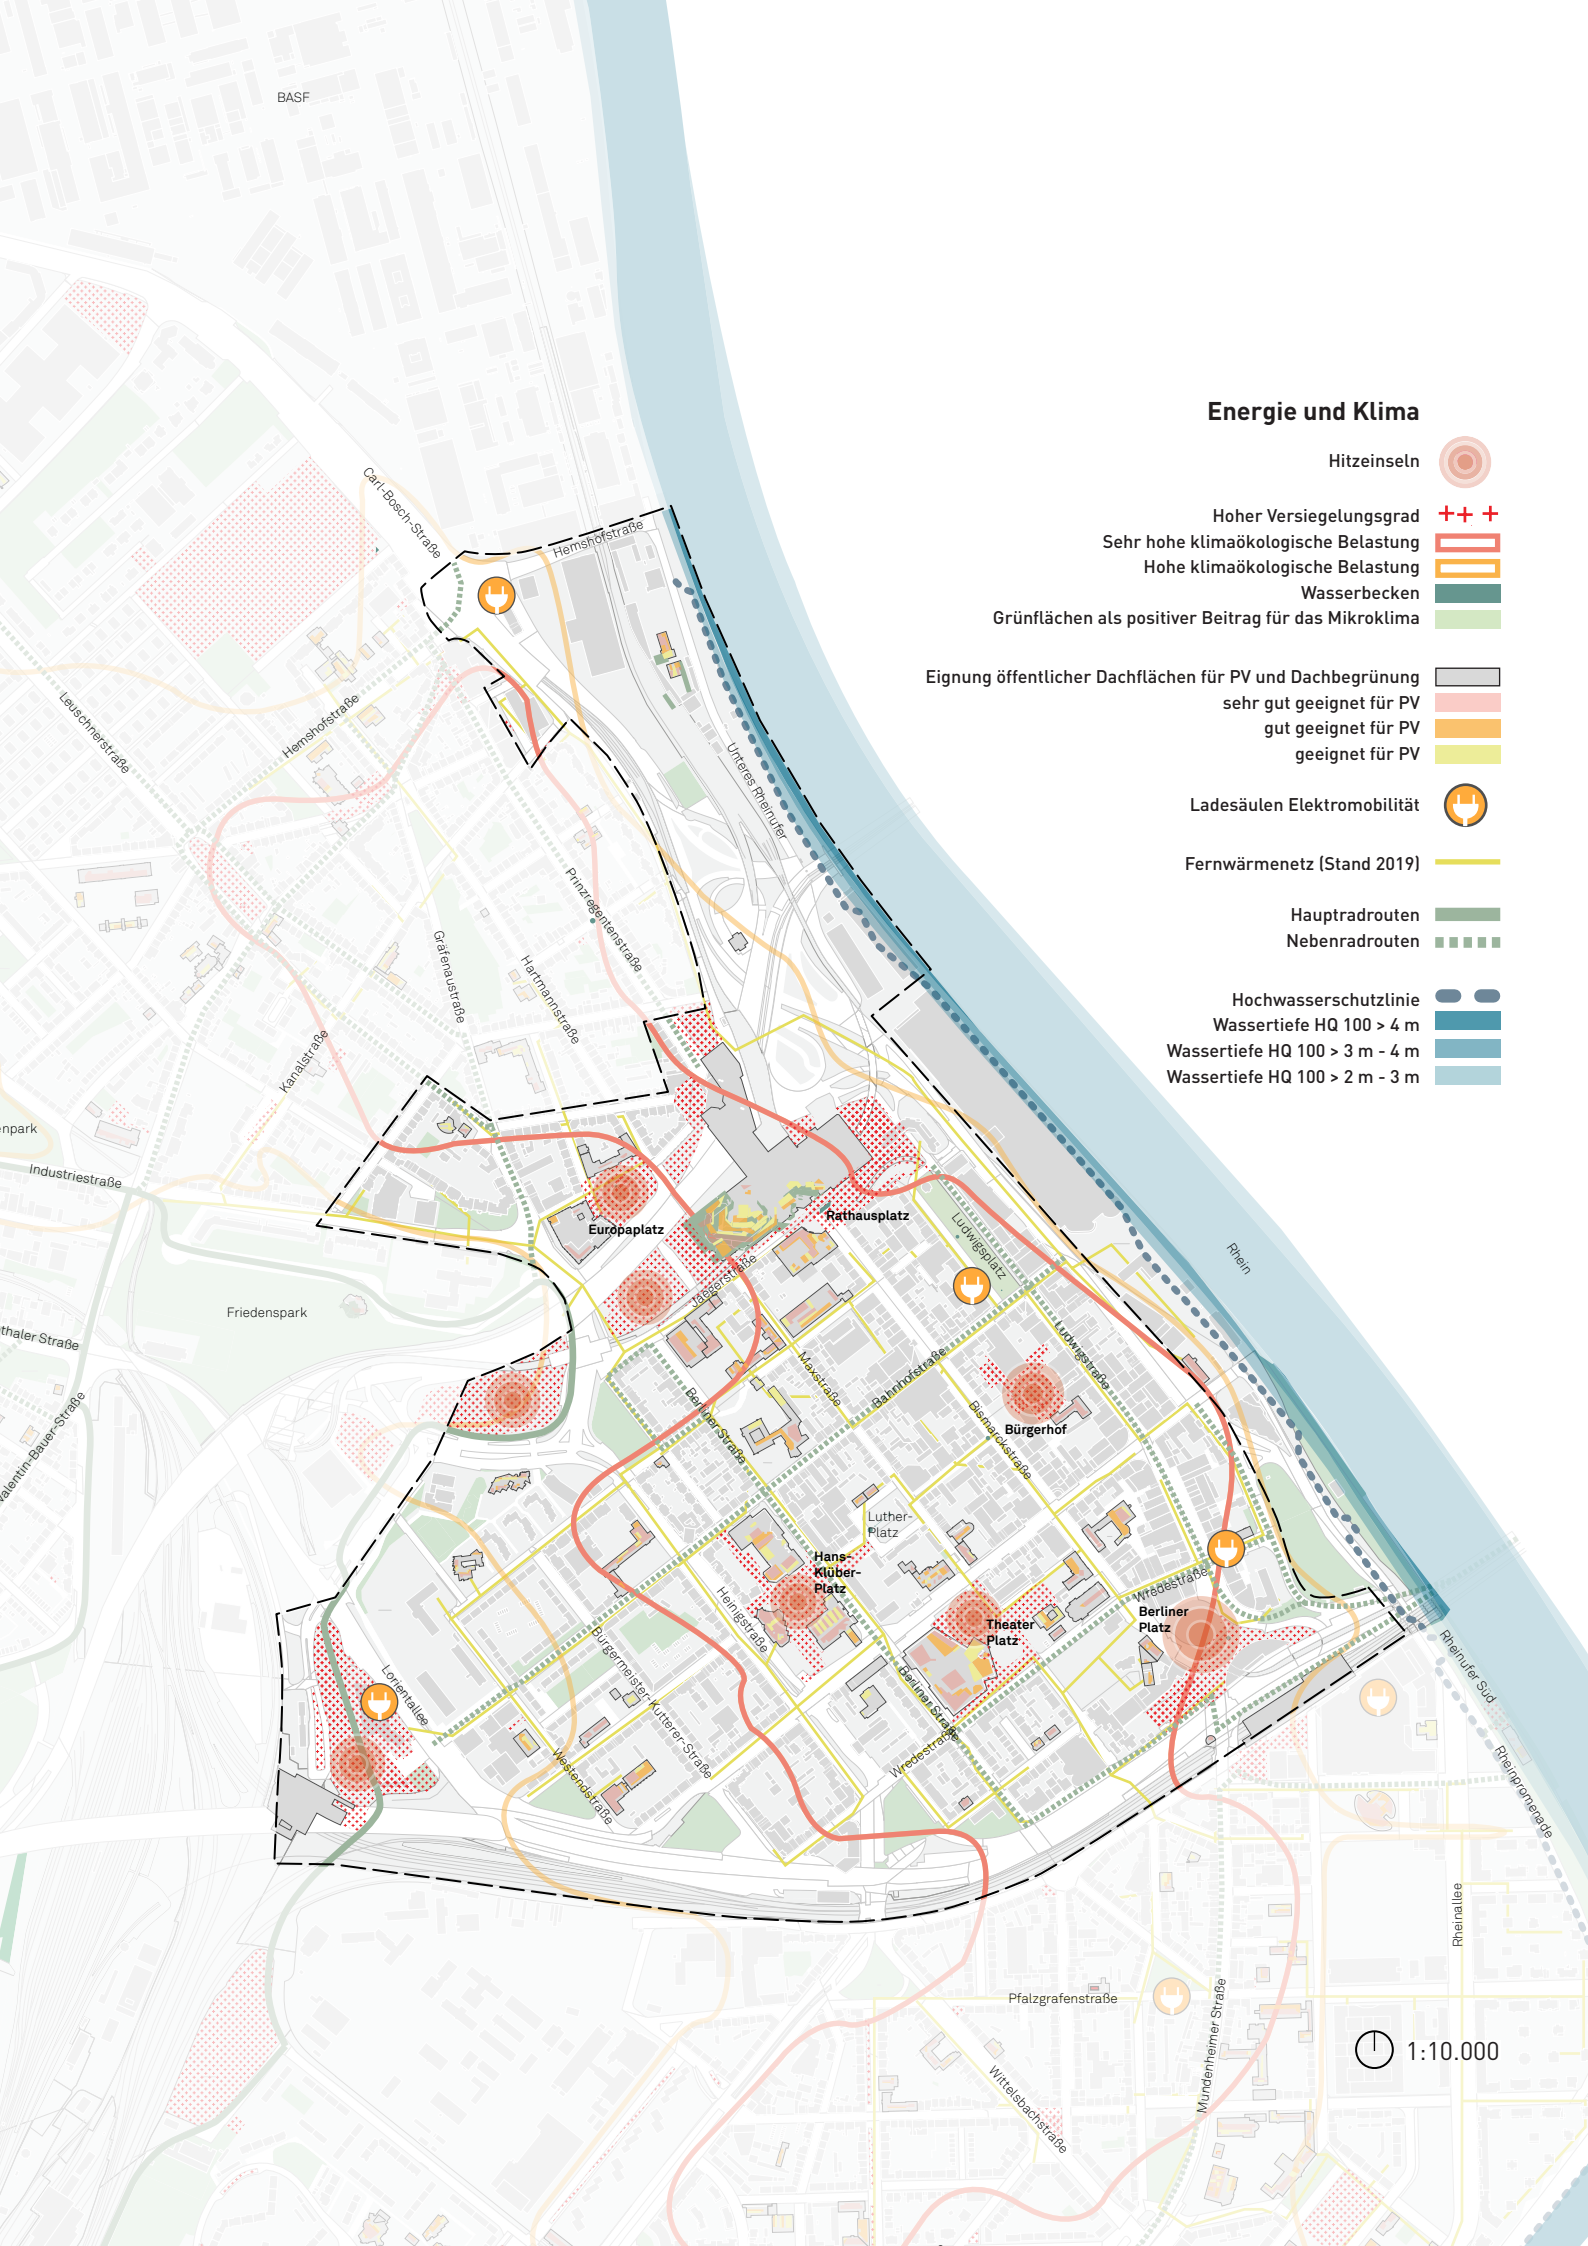 BASF
Carl-Bosch-Straße
Hemshofstraße
Energie und Klima
Hitzeinseln
Hoher Versiegelungsgrad
Sehr hohe klimaökologische Belastung
Hohe klimaökologische Belastung
Wasserbecken
Grünflächen als positiver Beitrag für das Mikroklima
Eignung öffentlicher Dachflächen für PV und Dachbegrünung
sehr gut geeignet für PV
gut geeignet für PV
geeignet für PV
Ladesäulen Elektromobilität
Fernwärmenetz (Stand 2019)
Hauptradrouten
Nebenradrouten
Hochwasserschutzlinie
Wassertiefe HQ 100 > 4 m
Wassertiefe HQ 100 > 3 m - 4 m
Wassertiefe HQ 100 > 2 m - 3 m
Leuschnerstraße
Hemshofstraße
Unteres Rheinufer
Prinzregentenstraße
Gräfenaustraße
Hartmannstraße
Kanalstraße
enpark
Industriestraße
Europaplatz
Rathausplatz
Ludwigsplatz
Rhein
Jaegerstraße
Friedenspark
thaler Straße
Valentin-Bauer-Straße
Maxstraße
Bahnhofstraße
Ludwigstraße
Berliner Straße
Bismarckstraße
Bürgerhof
Luther-
Platz
Hans-
Klüber-
Platz
Heinigstraße
Theater
Platz
Wredestraße
Berliner
Platz
Lorientallee
Bürgermeister-Kutterer-Straße
Berliner Straße
Wredestraße
Westendstraße
Rheinufer Süd
Rheinpromenade
Rheinallee
Pfalzgrafenstraße
Mundenheimer Straße
Wittelsbachstraße
1:10.000